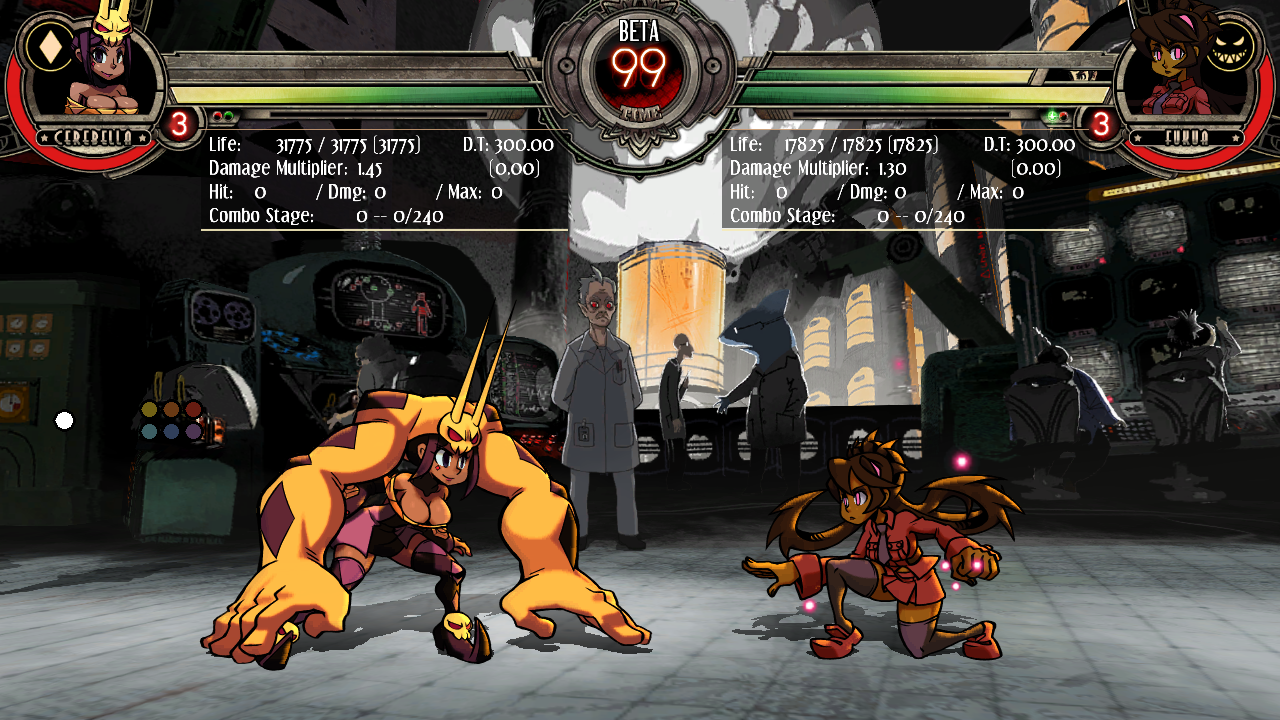 BETA
99
TIME
CEREBELLA
3
3
FUKUA
Life: 31775 / 31775 (31775) D.T: 300.00
Damage Multiplier: 1.45 (0.00)
Hit: 0 / Dmg: 0 / Max: 0
Combo Stage: 0 -- 0/240
Life: 17825 / 17825 (17825) D.T: 300.00
Damage Multiplier: 1.30 (0.00)
Hit: 0 / Dmg: 0 / Max: 0
Combo Stage: 0 -- 0/240